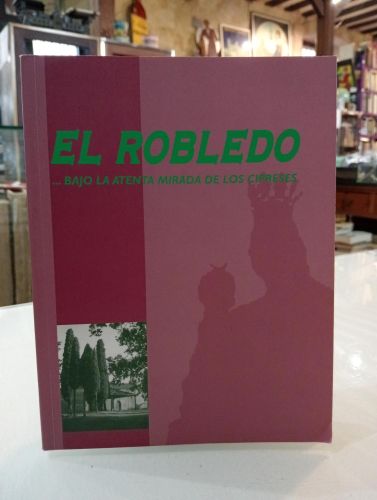 EL ROBLEDO
... BAJO LA ATENTA MIRADA DE LOS CIPRESES